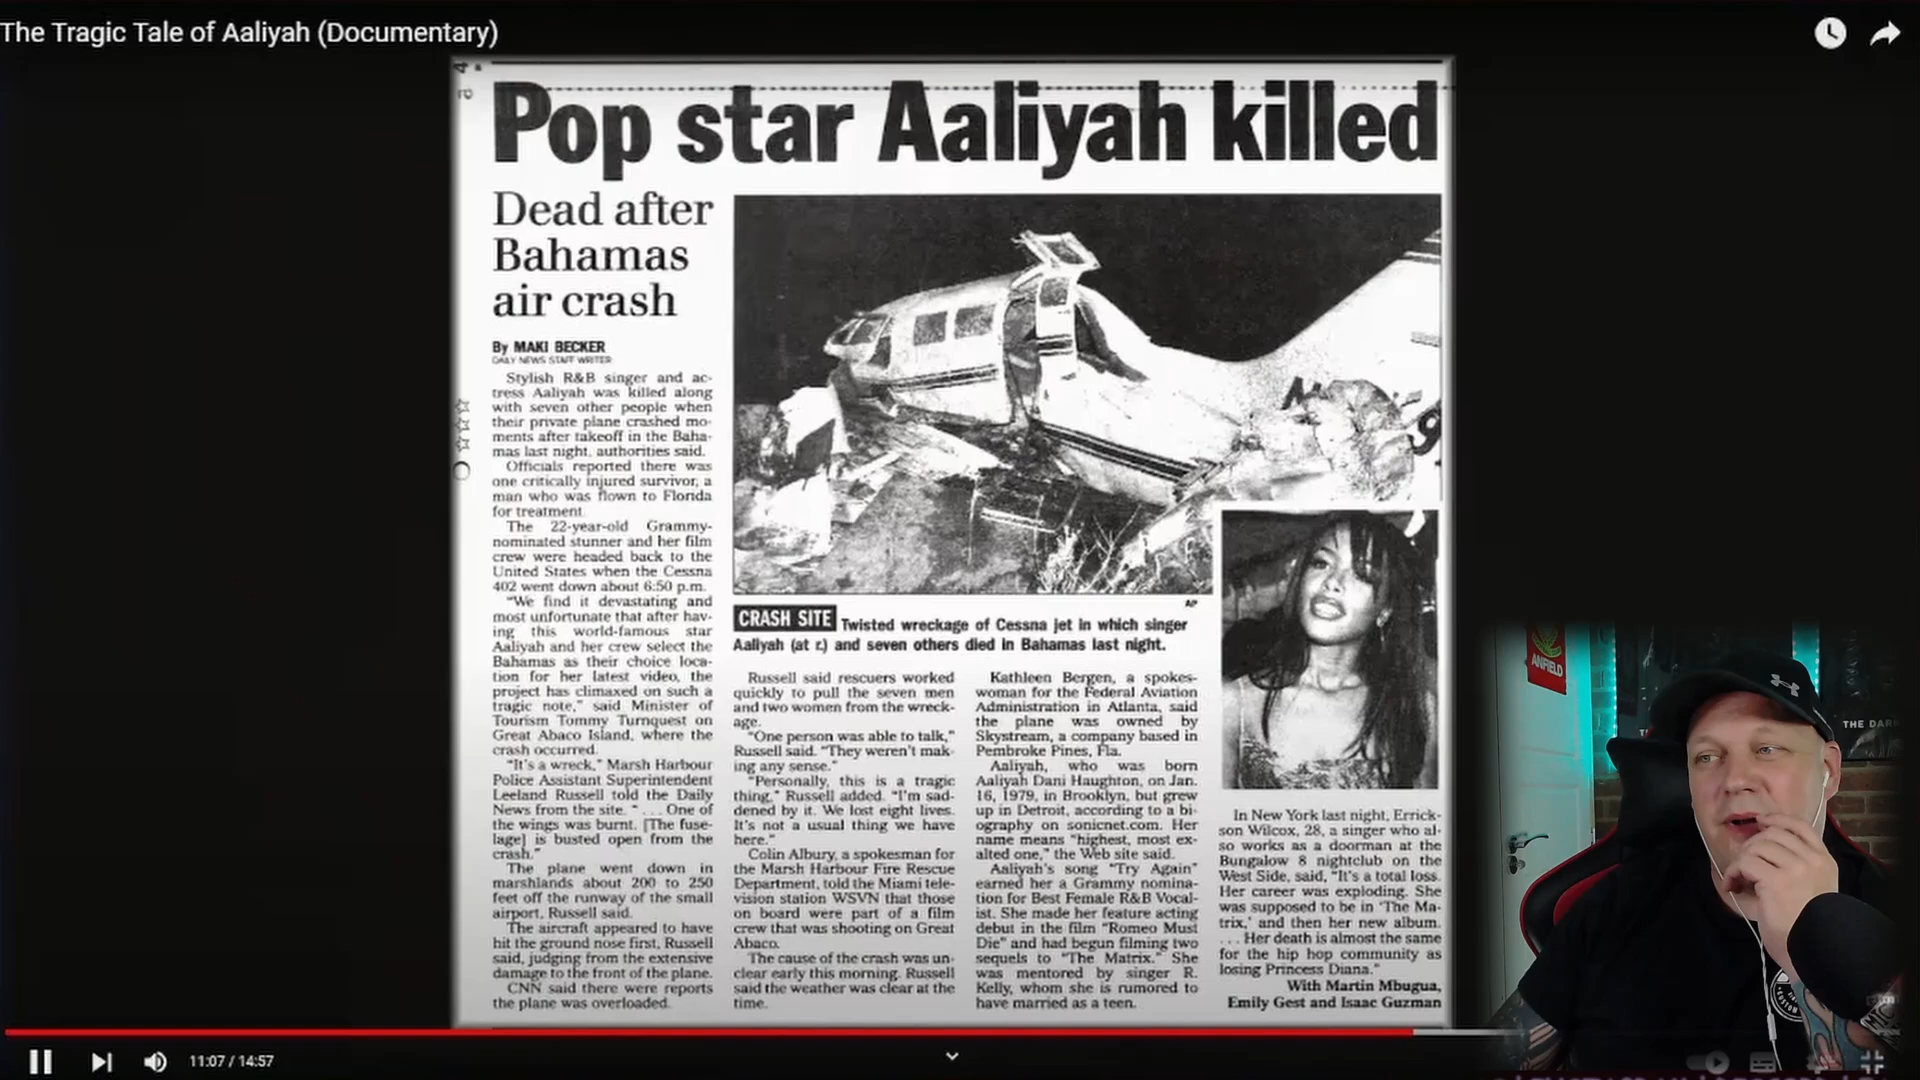 The Tragic Tale of Aaliyah (Documentary)
Pop star Aaliyah killed
Dead after
Bahamas
air crash
By MAKI BECKER
DAILY NEWS STAFF WRITER
Stylish R&B singer and ac-
tress Aaliyah was killed along
with seven other people when
their private plane crashed mo-
ments after takeoff in the Baha-
mas last night, authorities said.
Officials reported there was
one critically injured survivor, a
man who was flown to Florida
for treatment.
The 22-year-old Grammy-
nominated stunner and her film
crew were headed back to the
United States when the Cessna
402 went down about 6:50 p.m.
"We find it devastating and
most unfortunate that after hav-
ing this world-famous star
Aaliyah and her crew select the
Bahamas as their choice loca-
tion for her latest video, the
project has climaxed on such a
tragic note," said Minister of
Tourism Tommy Turnquest on
Great Abaco Island, where the
crash occurred.
"It's a wreck," Marsh Harbour
Police Assistant Superintendent
Leeland Russell told the Daily
News from the site. " . . . One of
the wings was burnt. [The fuse-
lage] is busted open from the
crash."
The plane went down in
marshlands about 200 to 250
feet off the runway of the small
airport, Russell said.
The aircraft appeared to have
hit the ground nose first, Russell
said, judging from the extensive
damage to the front of the plane.
CNN said there were reports
the plane was overloaded.
AP
CRASH SITE Twisted wreckage of Cessna jet in which singer
Aaliyah (at r.) and seven others died in Bahamas last night.
Russell said rescuers worked
quickly to pull the seven men
and two women from the wreck-
age.
"One person was able to talk,"
Russell said. "They weren't mak-
ing any sense."
"Personally, this is a tragic
thing," Russell added. "I'm sad-
dened by it. We lost eight lives.
It's not a usual thing we have
here."
Colin Albury, a spokesman for
the Marsh Harbour Fire Rescue
Department, told the Miami tele-
vision station WSVN that those
on board were part of a film
crew that was shooting on Great
Abaco.
The cause of the crash was un-
clear early this morning. Russell
said the weather was clear at the
time.
Kathleen Bergen, a spokes-
woman for the Federal Aviation
Administration in Atlanta, said
the plane was owned by
Skystream, a company based in
Pembroke Pines, Fla.
Aaliyah, who was born
Aaliyah Dani Haughton, on Jan.
16, 1979, in Brooklyn, but grew
up in Detroit, according to a bi-
ography on sonicnet.com. Her
name means "highest, most ex-
alted one," the Web site said.
Aaliyah's song "Try Again"
earned her a Grammy nomina-
tion for Best Female R&B Vocal-
ist. She made her feature acting
debut in the film "Romeo Must
Die" and had begun filming two
sequels to "The Matrix." She
was mentored by singer R.
Kelly, whom she is rumored to
have married as a teen.
In New York last night, Errick-
son Wilcox, 28, a singer who al-
so works as a doorman at the
Bungalow 8 nightclub on the
West Side, said, "It's a total loss.
Her career was exploding. She
was supposed to be in 'The Ma-
trix,' and then her new album.
. . . Her death is almost the same
for the hip hop community as
losing Princess Diana."
With Martin Mbugua,
Emily Gest and Isaac Guzman
ANFIELD
THE DARK
11:07 / 14:57